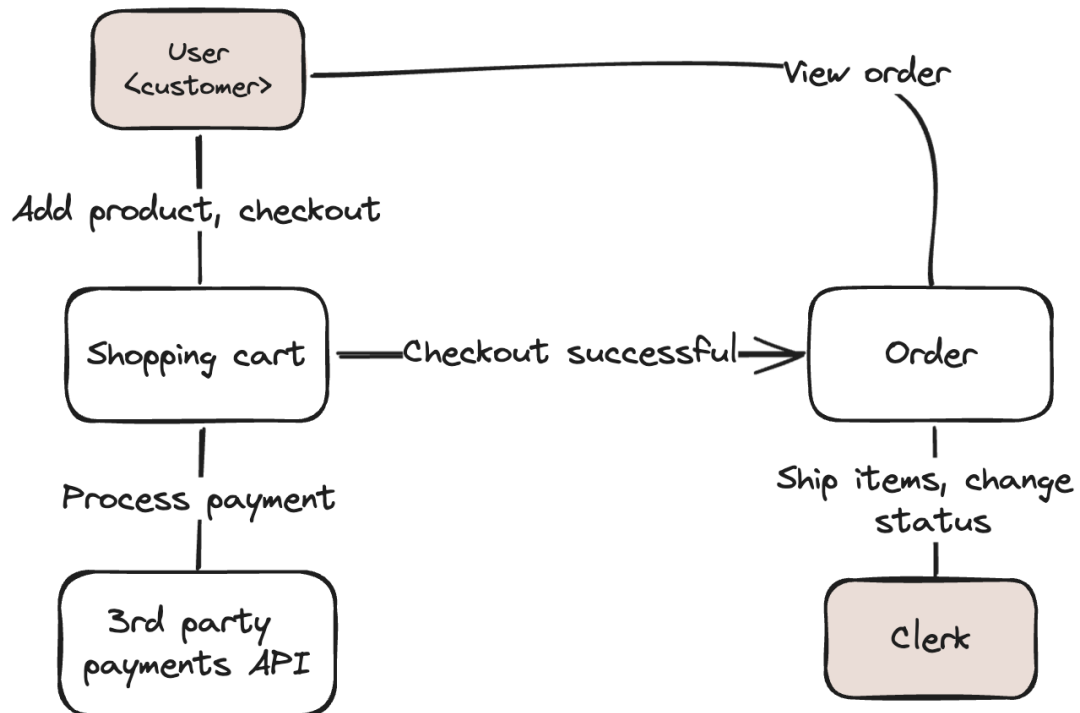 User
<customer>
View order
Add product, checkout
Shopping cart
Checkout successful
Order
Process payment
Ship items, change
status
3rd party
payments API
Clerk